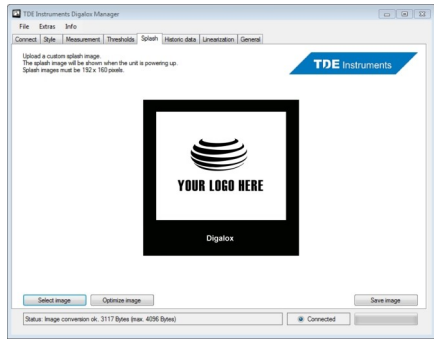 TDE Instruments Digalox Manager
File Extras Info
Connect Style Measurement Thresholds Splash Historic data Linearization General
Upload a custom splash image.
The splash image will be shown when the unit is powering up.
Splash images must be 192 x 160 pixels.
TDE Instruments
YOUR LOGO HERE
Digalox
Select image Optimize image Save image
Status: Image conversion ok. 3117 Bytes (max. 4096 Bytes) Connected